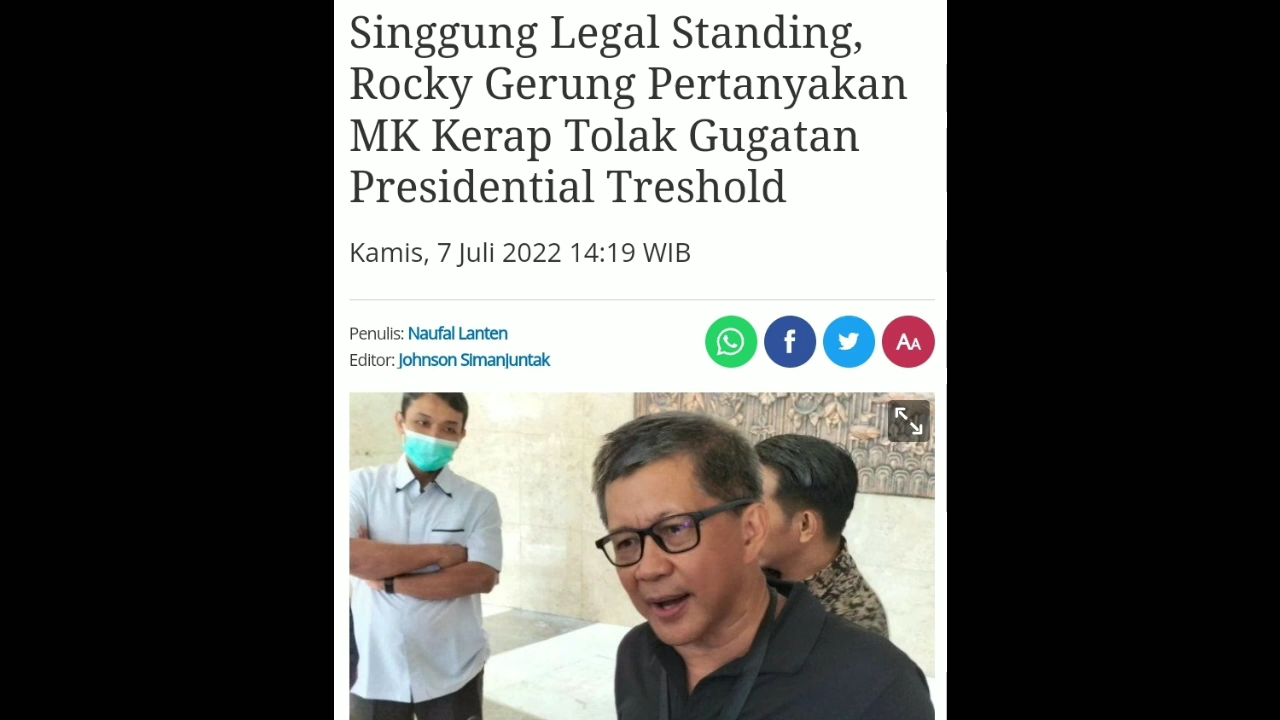 Singgung Legal Standing,
Rocky Gerung Pertanyakan
MK Kerap Tolak Gugatan
Presidential Treshold
Kamis, 7 Juli 2022 14:19 WIB
Penulis: Naufal Lanten
Editor: Johnson Simanjuntak
AA